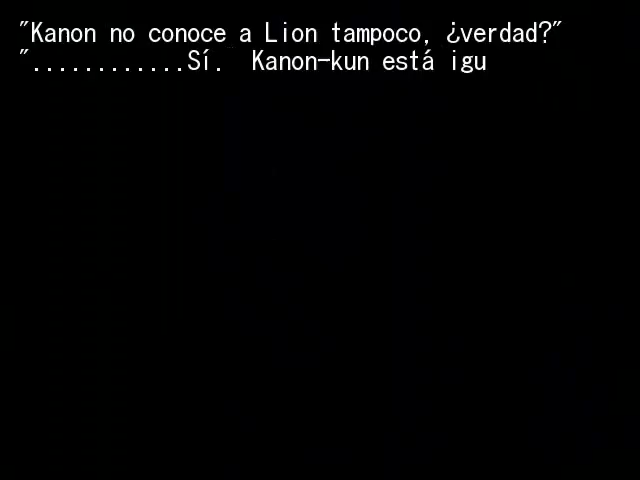 "Kanon no conoce a Lion tampoco, ¿verdad?"
"............Sí.  Kanon-kun está igu